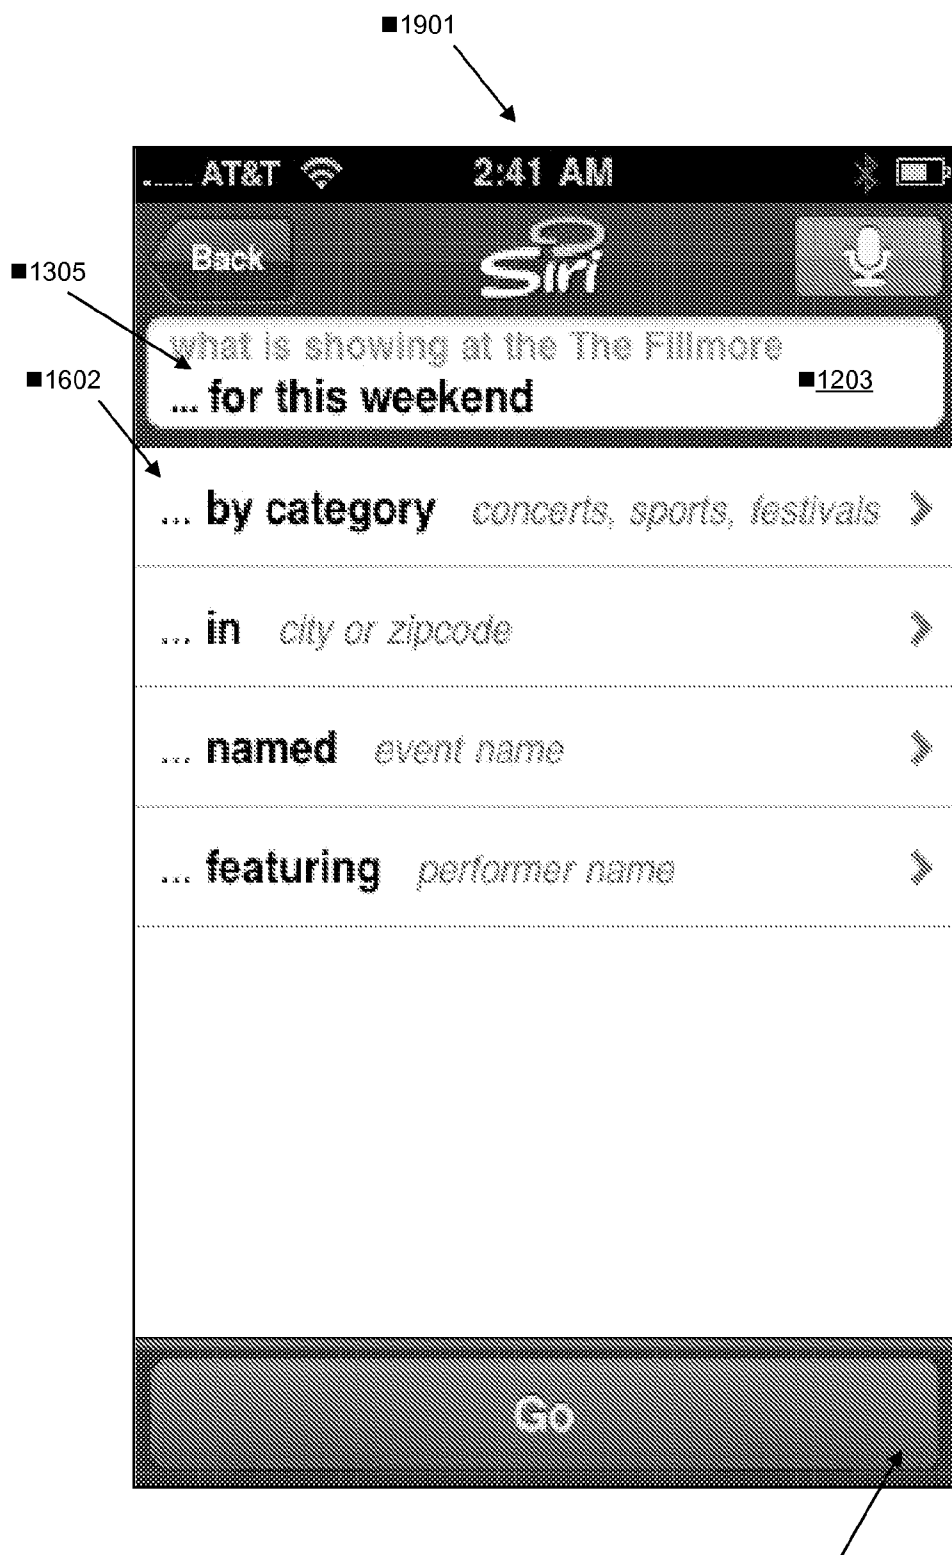 ■1901
AT&T 2:41 AM
Back Siri
■1305
what is showing at the The Fillmore
■1602
... for this weekend ■1203
... by category concerts, sports, festivals
... in city or zipcode
... named event name
... featuring performer name
Go